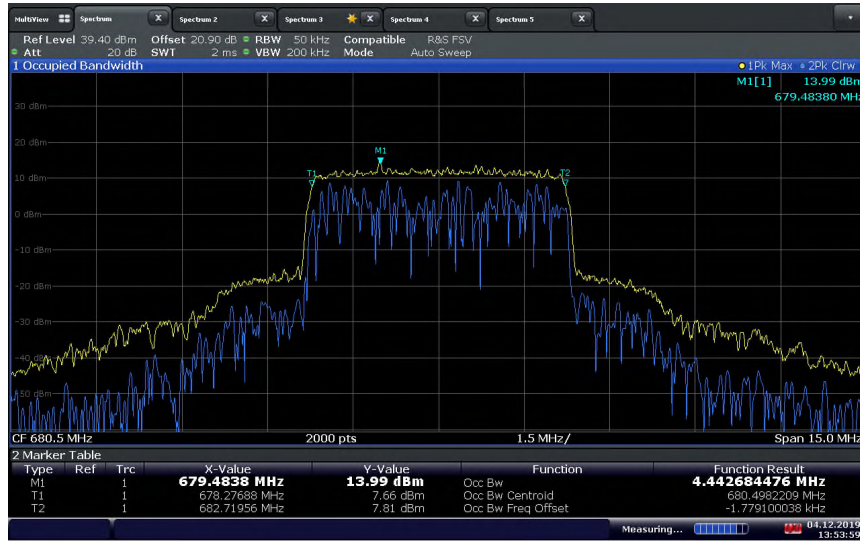 MultiView Spectrum X Spectrum 2 X Spectrum 3 X Spectrum 4 X Spectrum 5 X
Ref Level 39.40 dBm Offset 20.90 dB RBW 50 kHz Compatible R&S FSV
Att 20 dB SWT 2 ms VBW 200 kHz Mode Auto Sweep
1 Occupied Bandwidth 1Pk Max 2Pk Clrw
M1[1] 13.99 dBm
679.48380 MHz
30 dBm
20 dBm
M1
T1 T2
10 dBm
0 dBm
-10 dBm
-20 dBm
-30 dBm
-40 dBm
-50 dBm
CF 680.5 MHz 2000 pts 1.5 MHz/ Span 15.0 MHz
2 Marker Table
Type Ref Trc X-Value Y-Value Function Function Result
M1 1 679.4838 MHz 13.99 dBm Occ Bw 4.442684476 MHz
T1 1 678.27688 MHz 7.66 dBm Occ Bw Centroid 680.4982209 MHz
T2 1 682.71956 MHz 7.81 dBm Occ Bw Freq Offset -1.779100038 kHz
Measuring... 04.12.2019
13:53:59